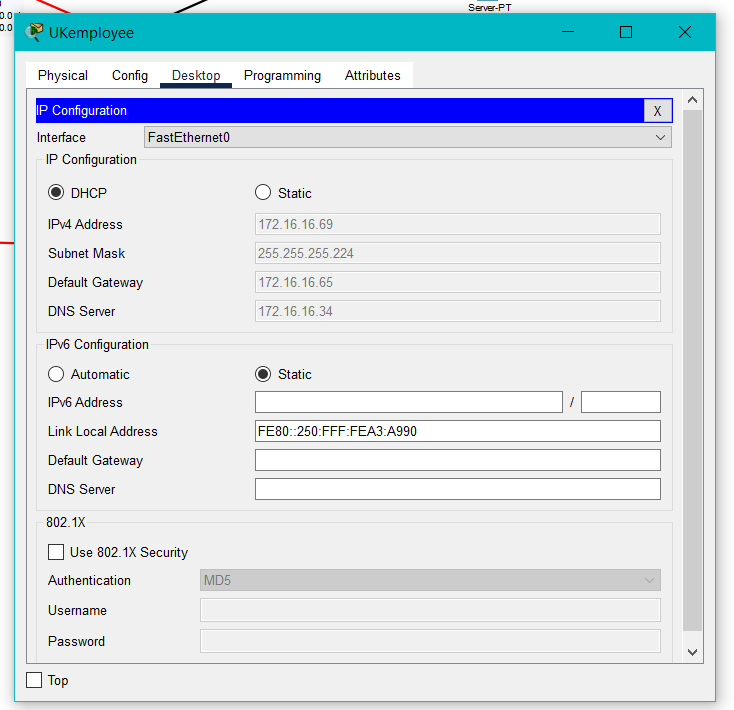 Server-PT
0.0
0.0
UKemployee
Physical Config Desktop Programming Attributes
IP Configuration X
Interface FastEthernet0
IP Configuration
DHCP Static
IPv4 Address 172.16.16.69
Subnet Mask 255.255.255.224
Default Gateway 172.16.16.65
DNS Server 172.16.16.34
IPv6 Configuration
Automatic Static
IPv6 Address /
Link Local Address FE80::250:FFF:FEA3:A990
Default Gateway
DNS Server
802.1X
Use 802.1X Security
Authentication MD5
Username
Password
Top